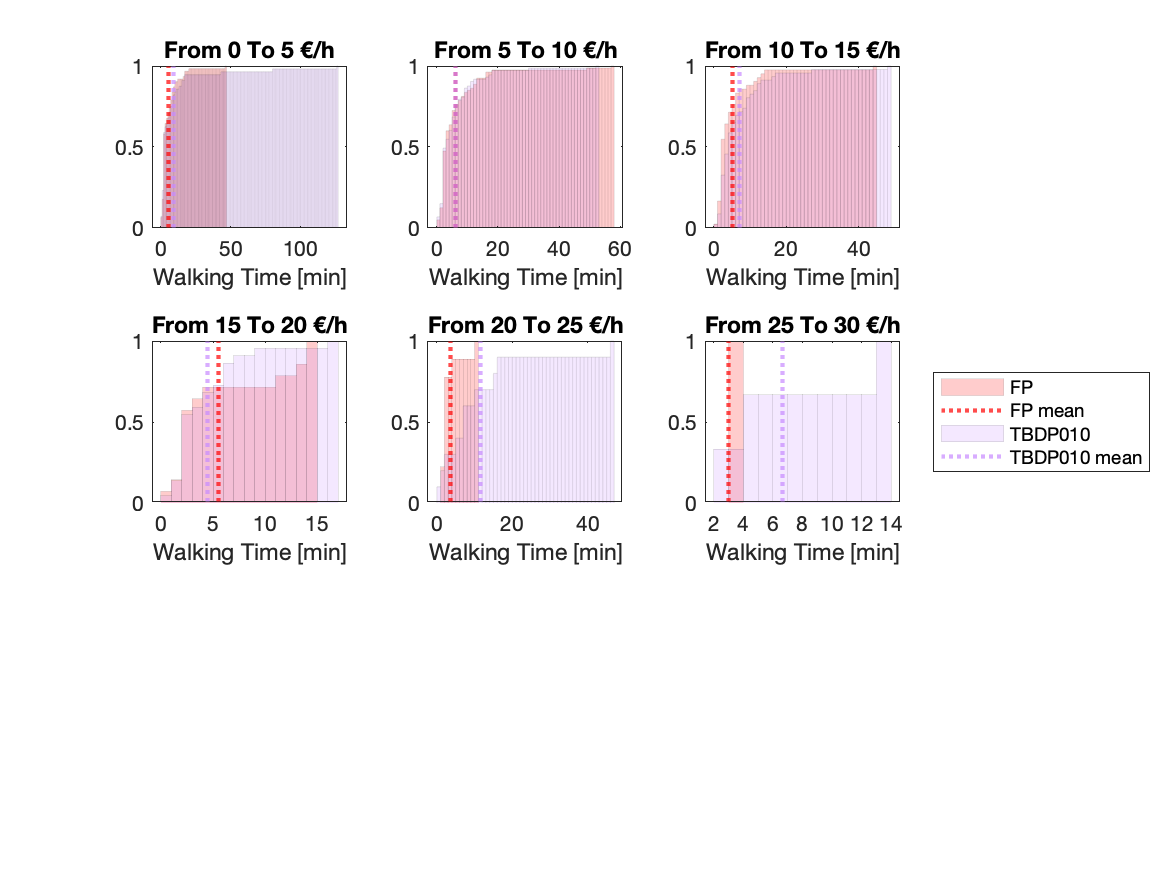 From 0 To 5 €/h
From 5 To 10 €/h
From 10 To 15 €/h
1
0.5
0
0 50 100
Walking Time [min]
1
0.5
0
0 20 40 60
Walking Time [min]
1
0.5
0
0 20 40
Walking Time [min]
From 15 To 20 €/h
From 20 To 25 €/h
From 25 To 30 €/h
1
0.5
0
0 5 10 15
Walking Time [min]
1
0.5
0
0 20 40
Walking Time [min]
1
0.5
0
2 4 6 8 10 12 14
Walking Time [min]
FP
FP mean
TBDP010
TBDP010 mean